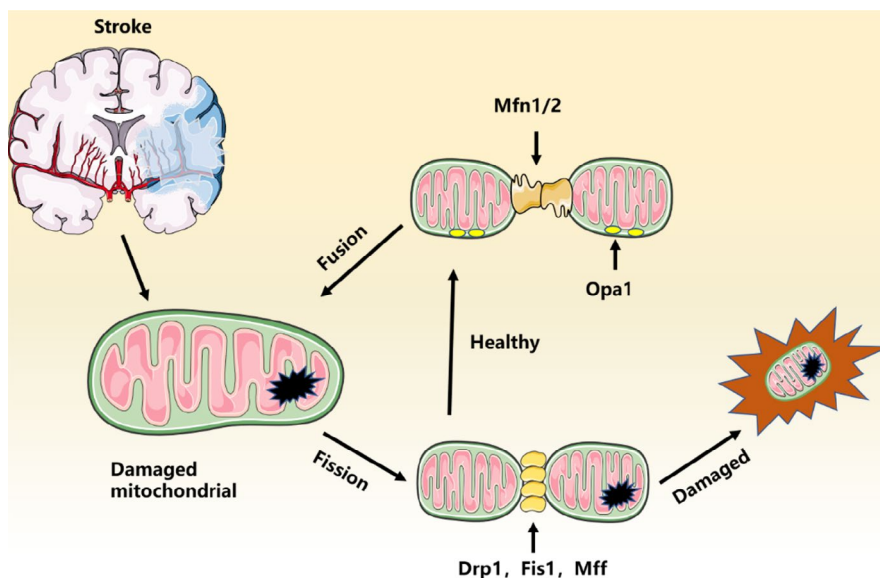 Stroke
Mfn1/2
Fusion
Opa1
Healthy
Damaged
mitochondrial
Fission
Damaged
Drp1, Fis1, Mff